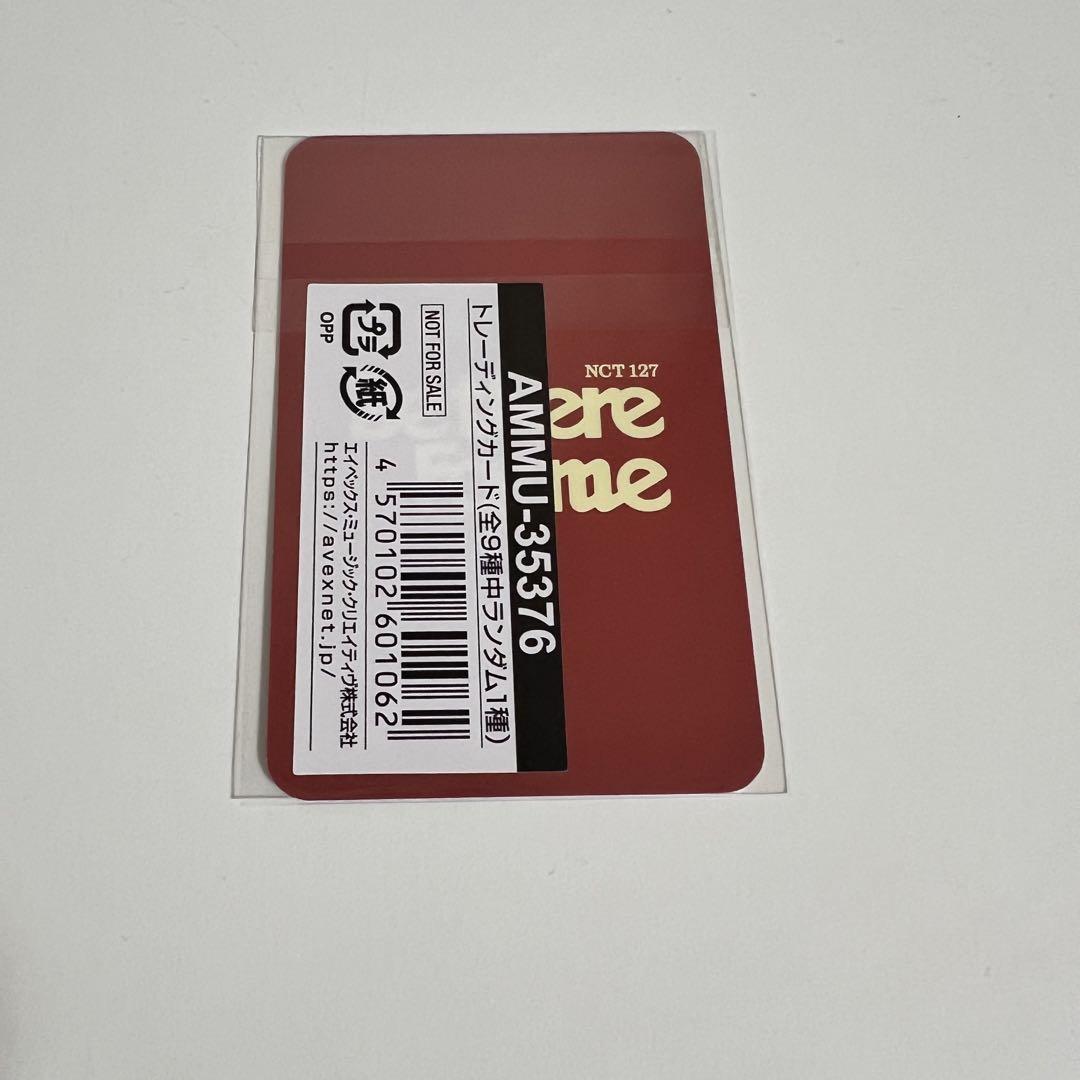 AMMU-35376
トレーディングカード(全9種中ランダム1種)
NOT FOR SALE
4 570102 601062
プラ
OPP
紙
エイベックス・ミュージック・クリエイティヴ株式会社
https://avexnet.jp/
NCT 127
ere
me